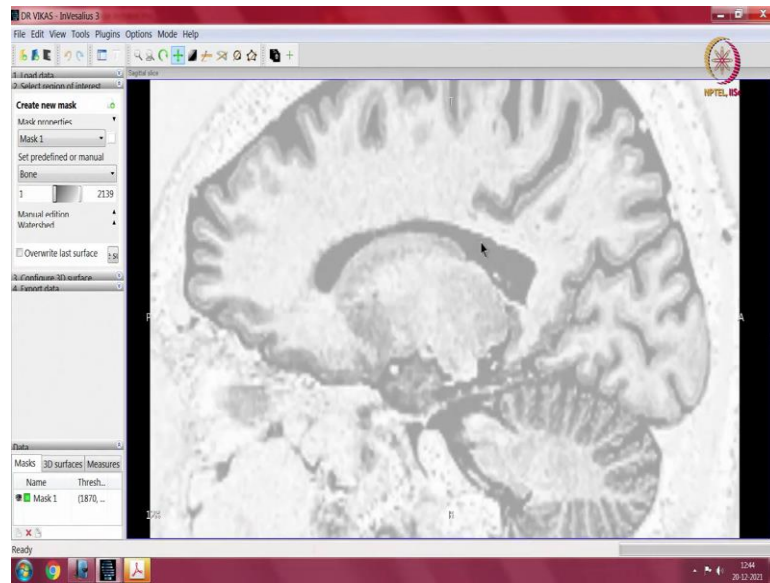 DR VIKAS - InVesalius 3
File Edit View Tools Plugins Options Mode Help
NPTEL, IISc
1. Load data
2. Select region of interest
Sagital slice
Create new mask
Mask properties
Mask 1
Set predefined or manual
Bone
1 2139
Manual edition
Watershed
Overwrite last surface
3. Configure 3D surface
4. Export data
T
P
A
Data
Masks 3D surfaces Measures
Name Thresh..
Mask 1 (1870, ...
Ready
12:44
20-12-2021